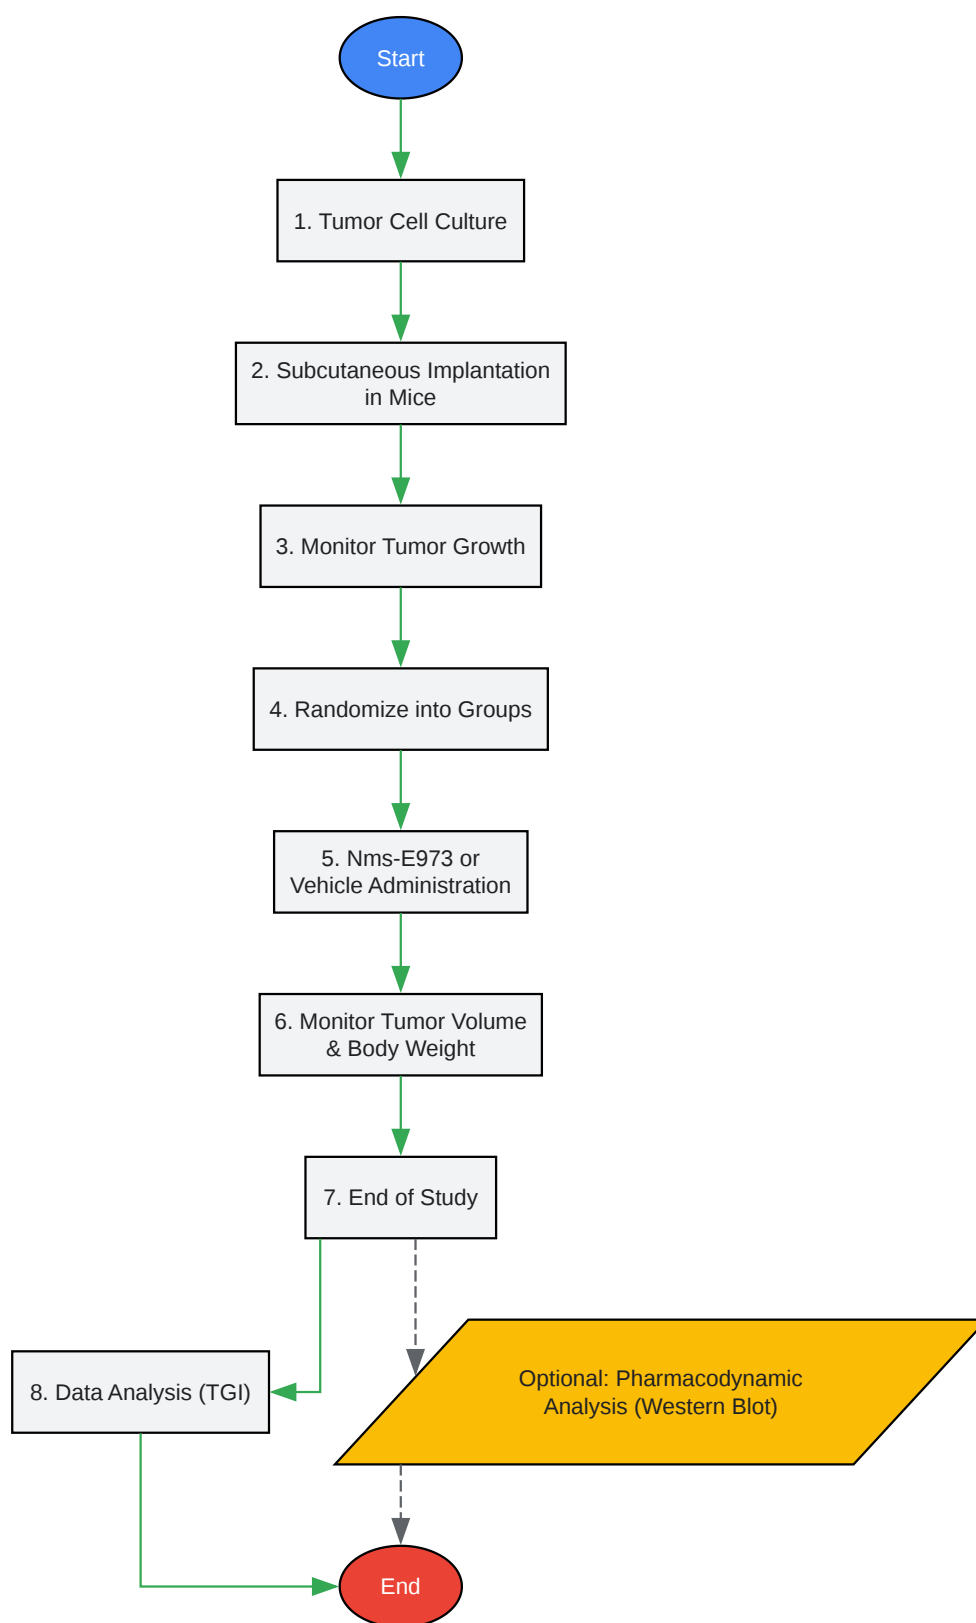 Start
1. Tumor Cell Culture
2. Subcutaneous Implantation
in Mice
3. Monitor Tumor Growth
4. Randomize into Groups
5. Nms-E973 or
Vehicle Administration
6. Monitor Tumor Volume
& Body Weight
7. End of Study
Optional: Pharmacodynamic
Analysis (Western Blot)
8. Data Analysis (TGI)
End